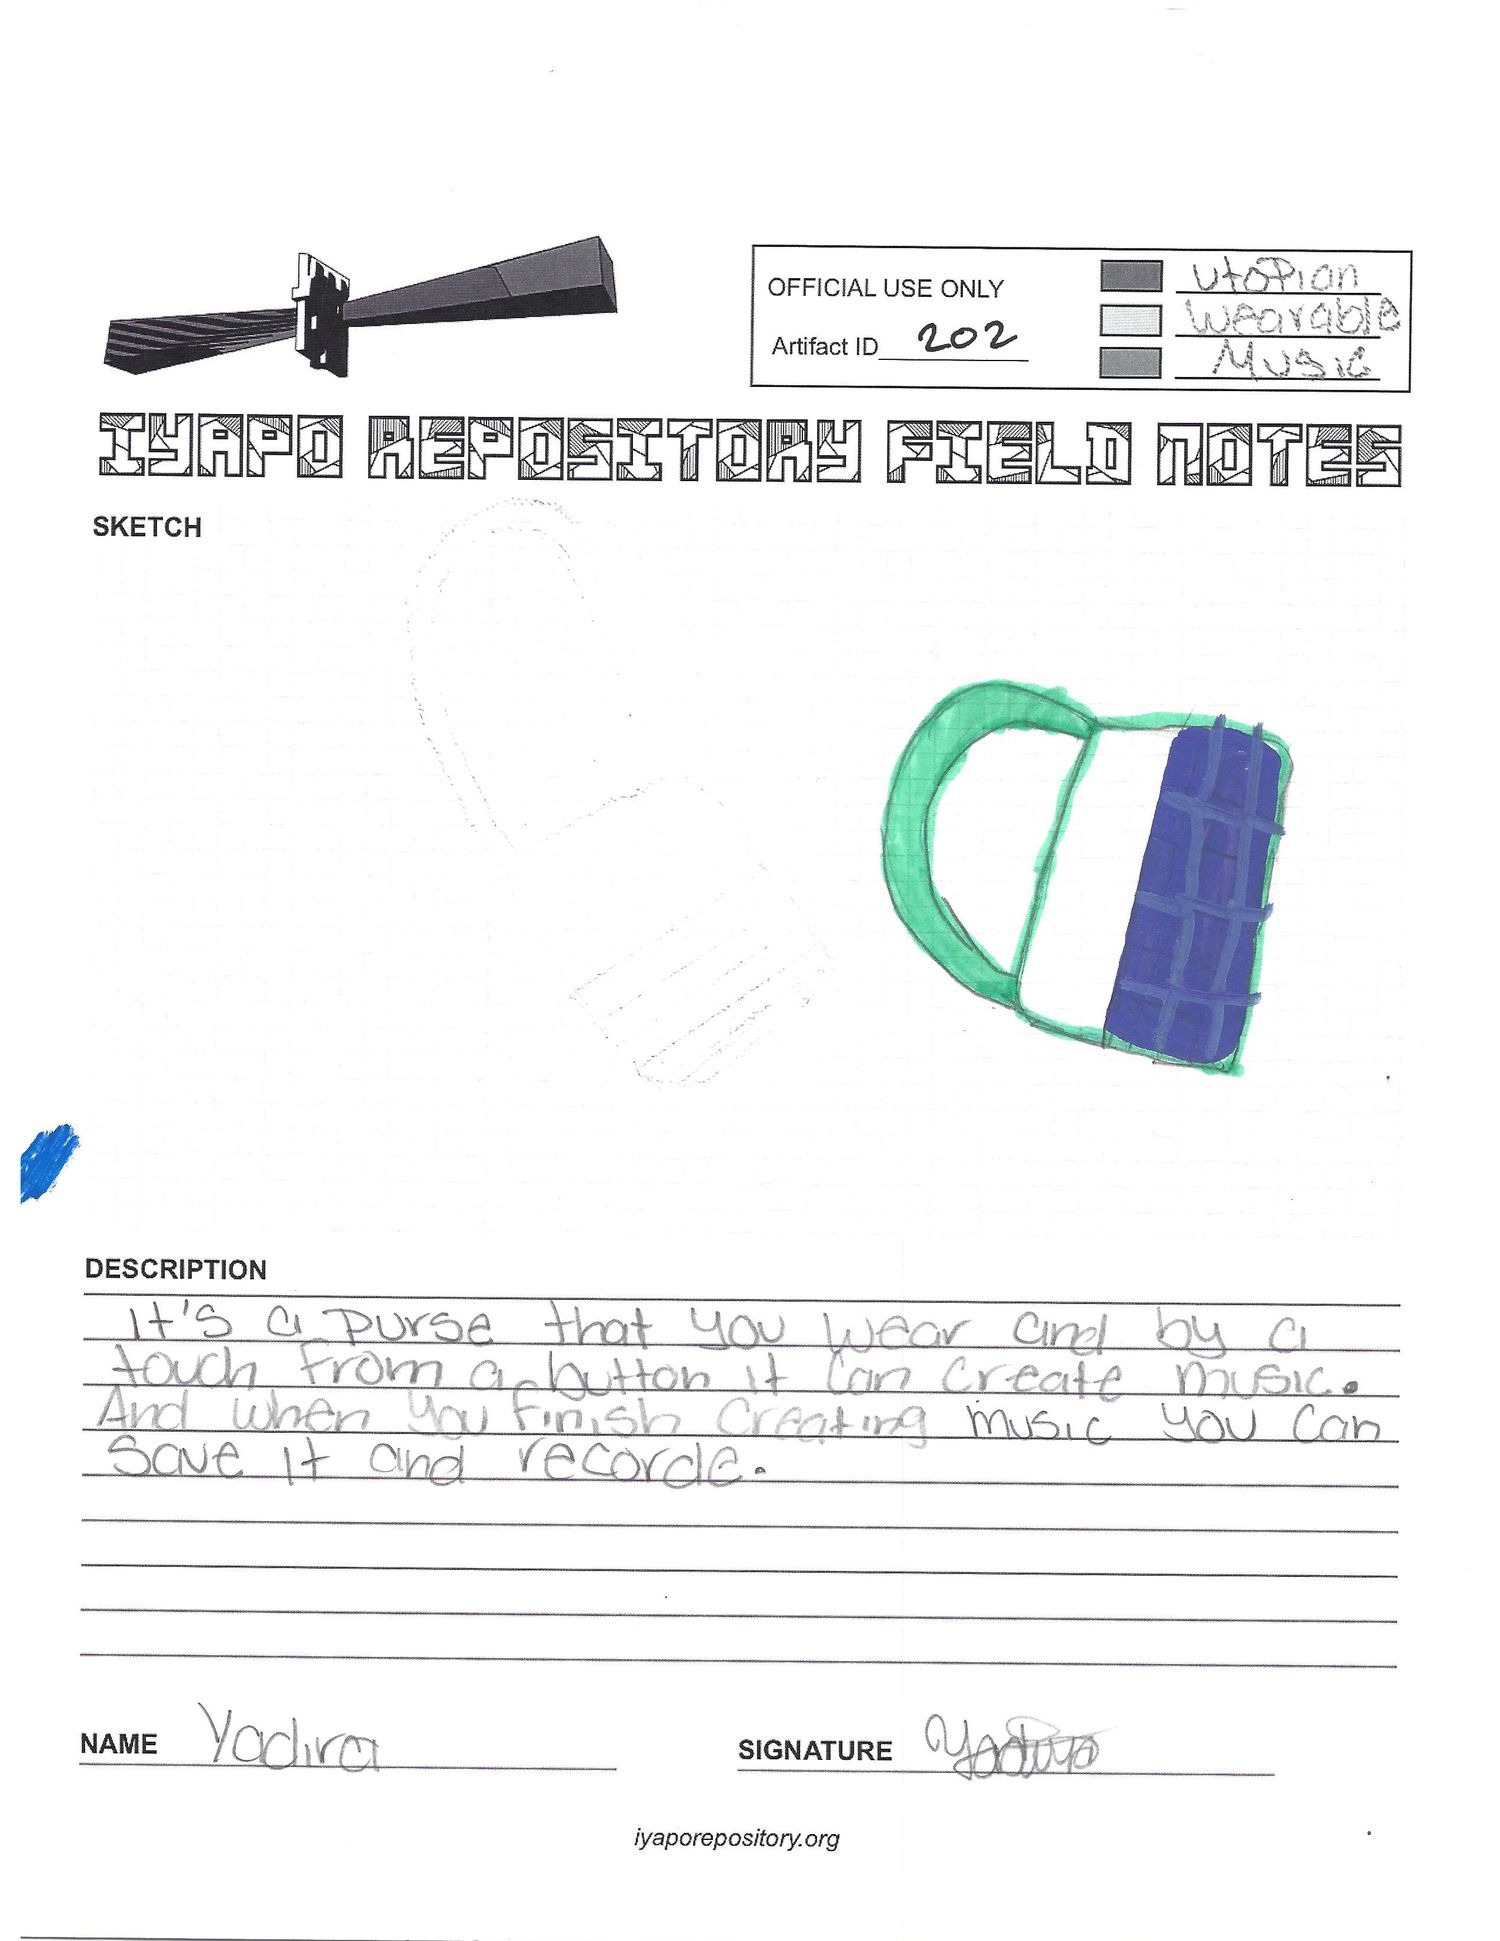 OFFICIAL USE ONLY
Artifact ID 202
Utopian
Wearable
Music
IYAPO REPOSITORY FIELD NOTES
SKETCH
DESCRIPTION
It's a purse that you wear and by a
touch from a button it can create music.
And when you finish creating music you can
save it and recorde.
NAME Yadira
SIGNATURE Yadira
iyaporepository.org